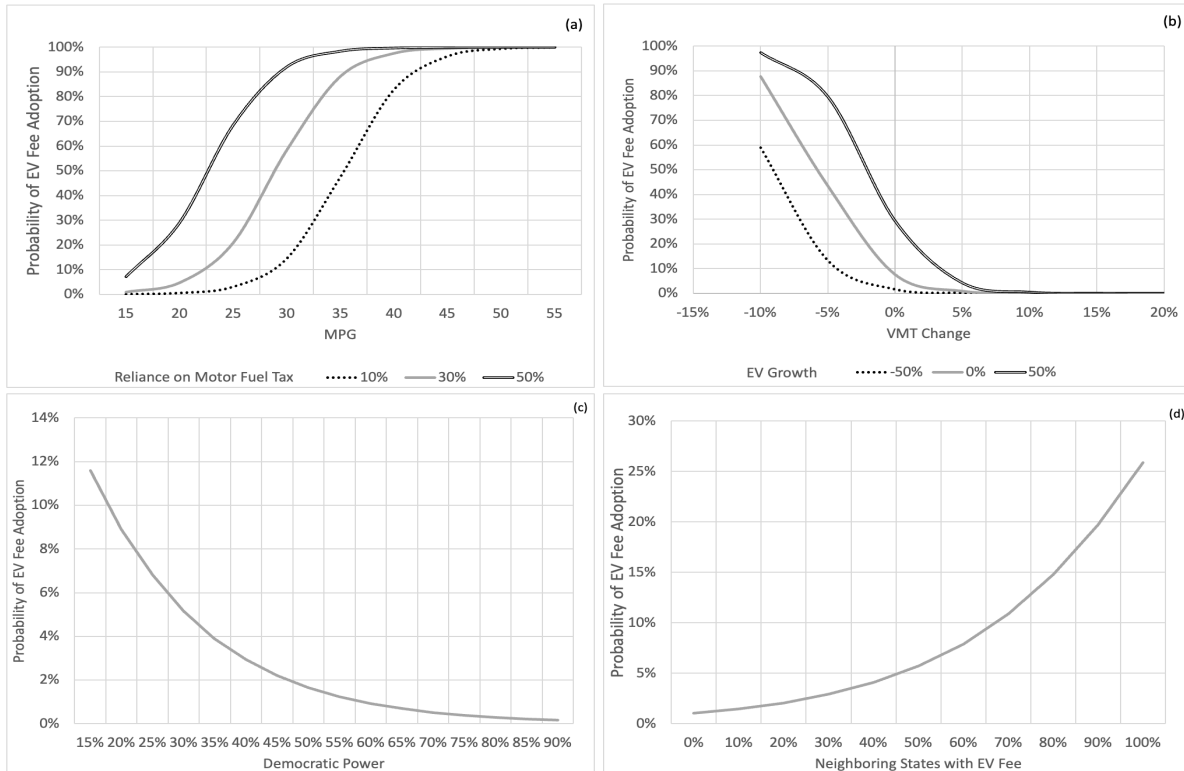 (a)
100%
90%
80%
70%
60%
50%
40%
30%
20%
10%
0%
Probability of EV Fee Adoption
15 20 25 30 35 40 45 50 55
MPG
Reliance on Motor Fuel Tax 10% 30% 50%
(b)
100%
90%
80%
70%
60%
50%
40%
30%
20%
10%
0%
Probability of EV Fee Adoption
-15% -10% -5% 0% 5% 10% 15% 20%
VMT Change
EV Growth -50% 0% 50%
(c)
14%
12%
10%
8%
6%
4%
2%
0%
Probability of EV Fee Adoption
15% 20% 25% 30% 35% 40% 45% 50% 55% 60% 65% 70% 75% 80% 85% 90%
Democratic Power
(d)
30%
25%
20%
15%
10%
5%
0%
Probability of EV Fee Adoption
0% 10% 20% 30% 40% 50% 60% 70% 80% 90% 100%
Neighboring States with EV Fee